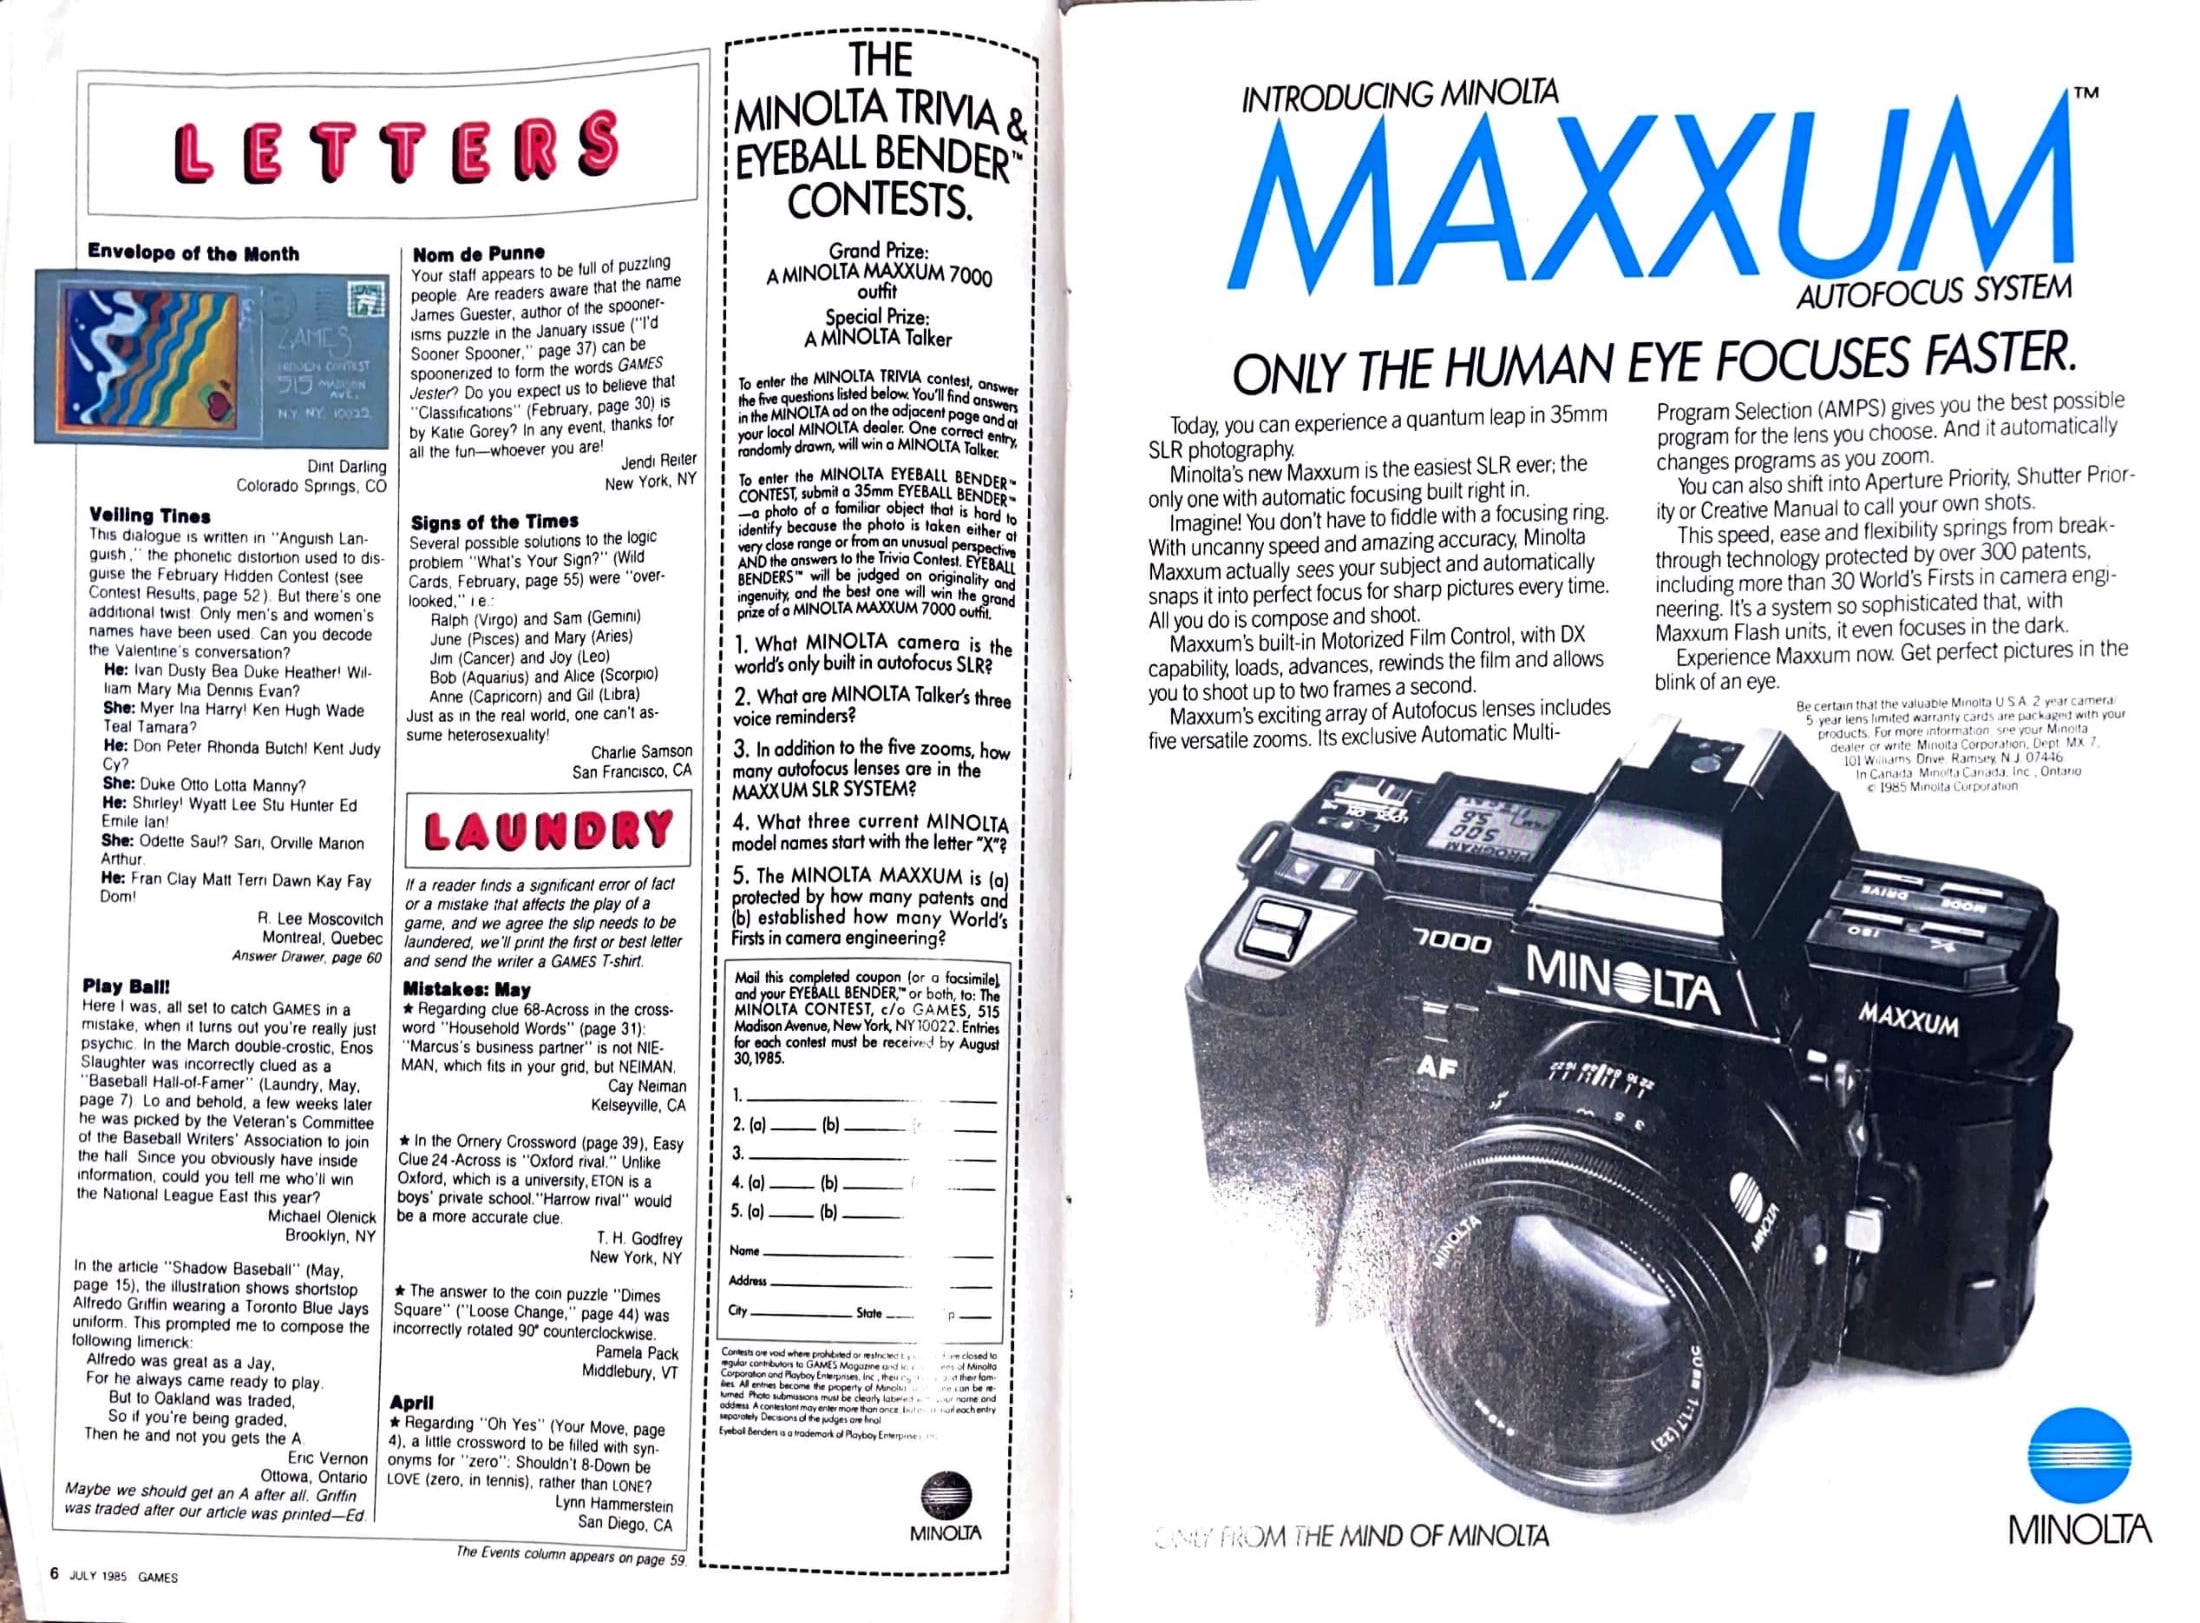 LETTERS
Envelope of the Month
GAMES
HIDDEN CONTEST
515 MADISON
AVE.
N.Y. N.Y. 10022
Dint Darling
Colorado Springs, CO
Veiling Tines
This dialogue is written in "Anguish Lan-
guish," the phonetic distortion used to dis-
guise the February Hidden Contest (see
Contest Results, page 52). But there's one
additional twist. Only men's and women's
names have been used. Can you decode
the Valentine's conversation?
He: Ivan Dusty Bea Duke Heather! Wil-
liam Mary Mia Dennis Evan?
She: Myer Ina Harry! Ken Hugh Wade
Teal Tamara?
He: Don Peter Rhonda Butch! Kent Judy
Cy?
She: Duke Otto Lotta Manny?
He: Shirley! Wyatt Lee Stu Hunter Ed
Emile Ian!
She: Odette Saul? Sari, Orville Marion
Arthur.
He: Fran Clay Matt Terri Dawn Kay Fay
Dom!
R. Lee Moscovitch
Montreal, Quebec
Answer Drawer, page 60
Play Ball!
Here I was, all set to catch GAMES in a
mistake, when it turns out you're really just
psychic. In the March double-crostic, Enos
Slaughter was incorrectly clued as a
"Baseball Hall-of-Famer" (Laundry, May,
page 7). Lo and behold, a few weeks later
he was picked by the Veteran's Committee
of the Baseball Writers' Association to join
the hall. Since you obviously have inside
information, could you tell me who'll win
the National League East this year?
Michael Olenick
Brooklyn, NY
In the article "Shadow Baseball" (May,
page 15), the illustration shows shortstop
Alfredo Griffin wearing a Toronto Blue Jays
uniform. This prompted me to compose the
following limerick:
Alfredo was great as a Jay,
For he always came ready to play.
But to Oakland was traded,
So if you're being graded,
Then he and not you gets the A.
Eric Vernon
Ottowa, Ontario
Maybe we should get an A after all. Griffin
was traded after our article was printed—Ed.
Nom de Punne
Your staff appears to be full of puzzling
people. Are readers aware that the name
James Guester, author of the spooner-
isms puzzle in the January issue ("I'd
Sooner Spooner," page 37) can be
spoonerized to form the words GAMES
Jester? Do you expect us to believe that
"Classifications" (February, page 30) is
by Katie Gorey? In any event, thanks for
all the fun—whoever you are!
Jendi Reiter
New York, NY
Signs of the Times
Several possible solutions to the logic
problem "What's Your Sign?" (Wild
Cards, February, page 55) were "over-
looked," i.e.:
Ralph (Virgo) and Sam (Gemini)
June (Pisces) and Mary (Aries)
Jim (Cancer) and Joy (Leo)
Bob (Aquarius) and Alice (Scorpio)
Anne (Capricorn) and Gil (Libra)
Just as in the real world, one can't as-
sume heterosexuality!
Charlie Samson
San Francisco, CA
LAUNDRY
If a reader finds a significant error of fact
or a mistake that affects the play of a
game, and we agree the slip needs to be
laundered, we'll print the first or best letter
and send the writer a GAMES T-shirt.
Mistakes: May
★ Regarding clue 68-Across in the cross-
word "Household Words" (page 31):
"Marcus's business partner" is not NIE-
MAN, which fits in your grid, but NEIMAN.
Cay Neiman
Kelseyville, CA
★ In the Ornery Crossword (page 39), Easy
Clue 24-Across is "Oxford rival." Unlike
Oxford, which is a university, ETON is a
boys' private school. "Harrow rival" would
be a more accurate clue.
T. H. Godfrey
New York, NY
★ The answer to the coin puzzle "Dimes
Square" ("Loose Change," page 44) was
incorrectly rotated 90° counterclockwise.
Pamela Pack
Middlebury, VT
April
★ Regarding "Oh Yes" (Your Move, page
4), a little crossword to be filled with syn-
onyms for "zero": Shouldn't 8-Down be
LOVE (zero, in tennis), rather than LONE?
Lynn Hammerstein
San Diego, CA
The Events column appears on page 59.
6 JULY 1985 GAMES
THE
MINOLTA TRIVIA &
EYEBALL BENDER™
CONTESTS.
Grand Prize:
A MINOLTA MAXXUM 7000
outfit
Special Prize:
A MINOLTA Talker
To enter the MINOLTA TRIVIA contest, answer
the five questions listed below. You'll find answers
in the MINOLTA ad on the adjacent page and at
your local MINOLTA dealer. One correct entry,
randomly drawn, will win a MINOLTA Talker.
To enter the MINOLTA EYEBALL BENDER™
CONTEST, submit a 35mm EYEBALL BENDER™
—a photo of a familiar object that is hard to
identify because the photo is taken either at
very close range or from an unusual perspective
AND the answers to the Trivia Contest. EYEBALL
BENDERS™ will be judged on originality and
ingenuity, and the best one will win the grand
prize of a MINOLTA MAXXUM 7000 outfit.
1. What MINOLTA camera is the
world's only built in autofocus SLR?
2. What are MINOLTA Talker's three
voice reminders?
3. In addition to the five zooms, how
many autofocus lenses are in the
MAXXUM SLR SYSTEM?
4. What three current MINOLTA
model names start with the letter "X"?
5. The MINOLTA MAXXUM is (a)
protected by how many patents and
(b) established how many World's
Firsts in camera engineering?
Mail this completed coupon (or a facsimile),
and your EYEBALL BENDER,™ or both, to: The
MINOLTA CONTEST, c/o GAMES, 515
Madison Avenue, New York, NY 10022. Entries
for each contest must be received by August
30, 1985.
1.
2. (a) (b)
3.
4. (a) (b)
5. (a) (b)
Name
Address
City State p
Contests are void where prohibited or restricted are closed to
regular contributors to GAMES Magazine and of Minolta
Corporation and Playboy Enterprises, Inc., their their fam-
ilies. All entries become the property of Minolta can be re-
turned. Photo submissions must be clearly labeled your name and
address. A contestant may enter more than once, each entry
separately. Decisions of the judges are final.
Eyeball Benders is a trademark of Playboy Enterprises
MINOLTA
INTRODUCING MINOLTA
MAXXUM™
AUTOFOCUS SYSTEM
ONLY THE HUMAN EYE FOCUSES FASTER.
Today, you can experience a quantum leap in 35mm
SLR photography.
Minolta's new Maxxum is the easiest SLR ever; the
only one with automatic focusing built right in.
Imagine! You don't have to fiddle with a focusing ring.
With uncanny speed and amazing accuracy, Minolta
Maxxum actually sees your subject and automatically
snaps it into perfect focus for sharp pictures every time.
All you do is compose and shoot.
Maxxum's built-in Motorized Film Control, with DX
capability, loads, advances, rewinds the film and allows
you to shoot up to two frames a second.
Maxxum's exciting array of Autofocus lenses includes
five versatile zooms. Its exclusive Automatic Multi-
Program Selection (AMPS) gives you the best possible
program for the lens you choose. And it automatically
changes programs as you zoom.
You can also shift into Aperture Priority, Shutter Prior-
ity or Creative Manual to call your own shots.
This speed, ease and flexibility springs from break-
through technology protected by over 300 patents,
including more than 30 World's Firsts in camera engi-
neering. It's a system so sophisticated that, with
Maxxum Flash units, it even focuses in the dark.
Experience Maxxum now. Get perfect pictures in the
blink of an eye.
Be certain that the valuable Minolta U.S.A. 2 year camera/
5 year lens limited warranty cards are packaged with your
products. For more information, see your Minolta
dealer or write Minolta Corporation, Dept. MX 7,
101 Williams Drive, Ramsey, N.J. 07446.
In Canada: Minolta Canada, Inc., Ontario
© 1985 Minolta Corporation
ON
PROGRAM
500 5.6
DRIVE MODE
ISO +/-
7000
MINOLTA
MAXXUM
AF
22 16 8 4 4 8 16 22
3 5
MINOLTA
MINOLTA
50mm 1:1.7 (22)
ø49mm
ONLY FROM THE MIND OF MINOLTA
MINOLTA